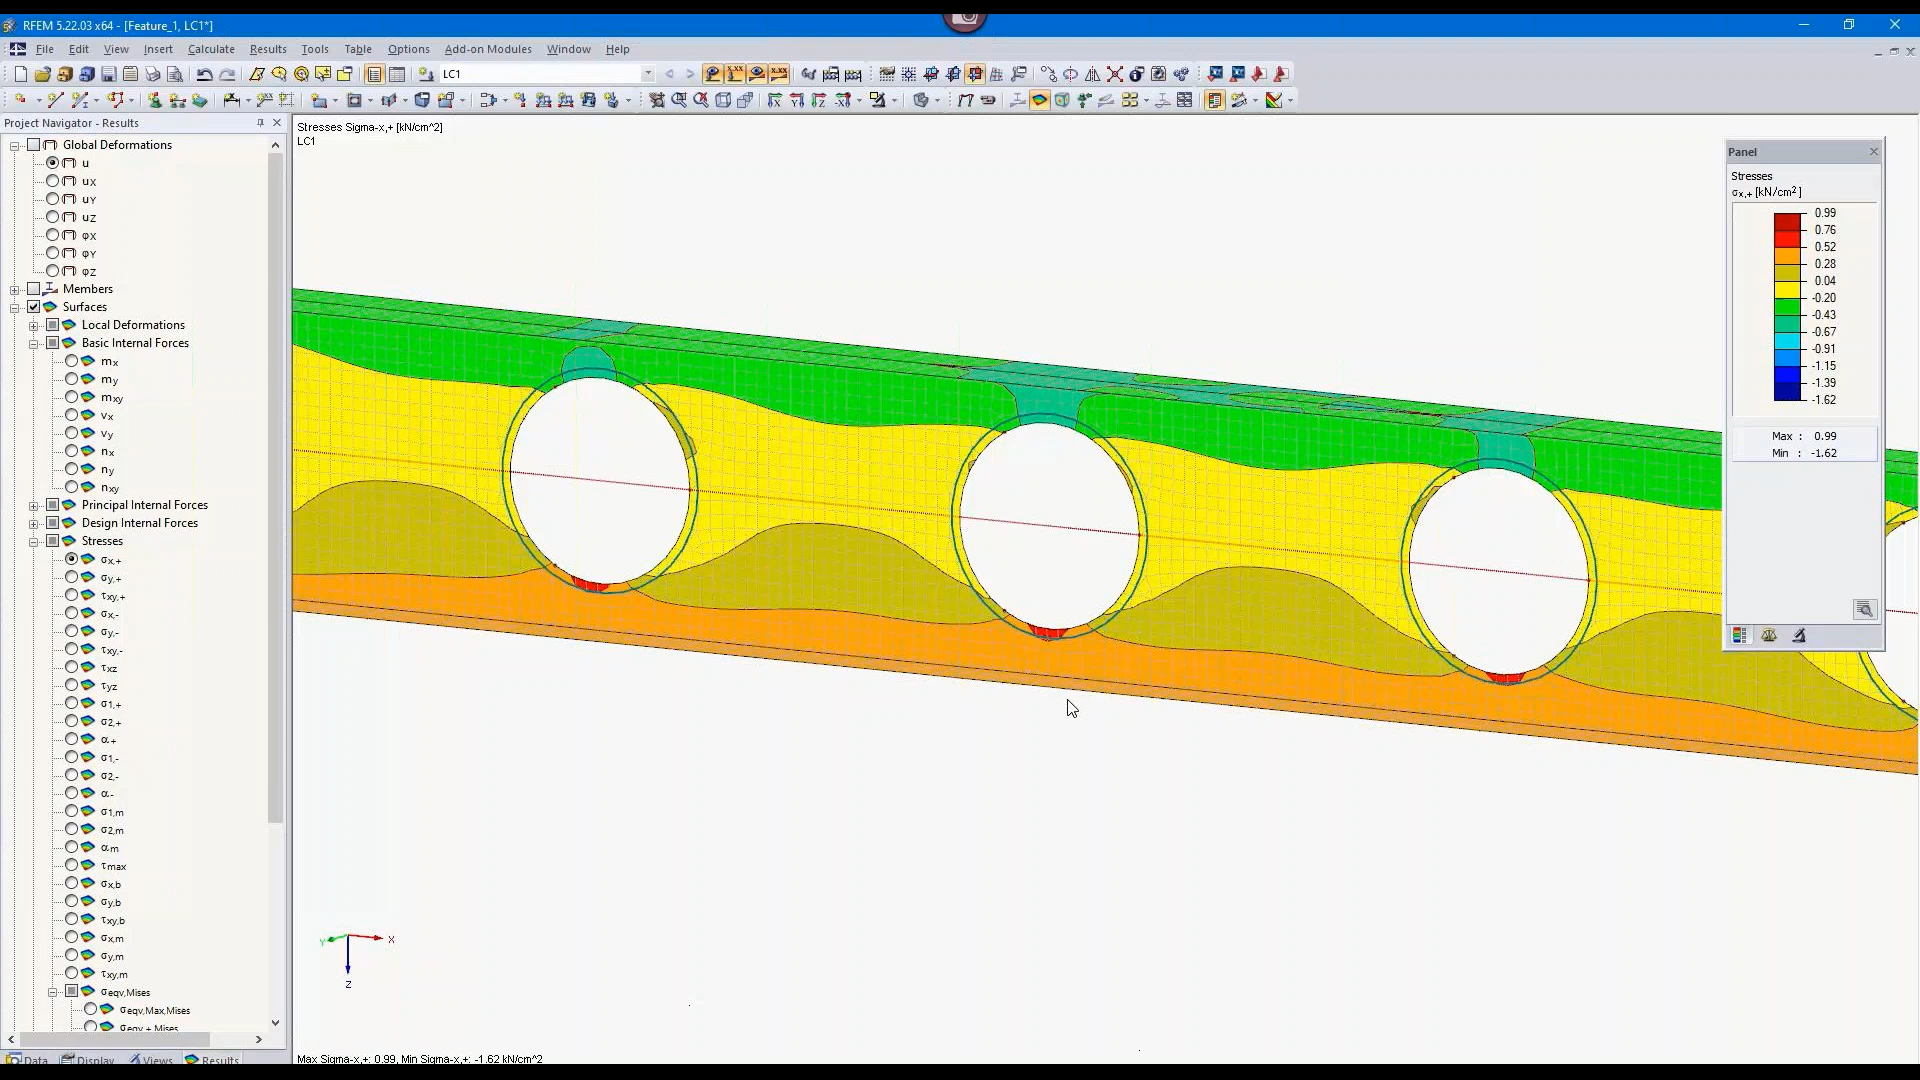 RFEM 5.22.03 x64 - [Feature_1, LC1*]
File Edit View Insert Calculate Results Tools Table Options Add-on Modules Window Help
LC1
Project Navigator - Results
Global Deformations
u
uX
uY
uZ
φX
φY
φZ
Members
Surfaces
Local Deformations
Basic Internal Forces
mx
my
mxy
vx
vy
nx
ny
nxy
Principal Internal Forces
Design Internal Forces
Stresses
σx,+
σy,+
τxy,+
σx,-
σy,-
τxy,-
τxz
τyz
σ1,+
σ2,+
α+
σ1,-
σ2,-
α-
σ1,m
σ2,m
αm
τmax
σx,b
σy,b
τxy,b
σx,m
σy,m
τxy,m
σeqv,Mises
σeqv,Max,Mises
σeqv,+,Mises
Data Display Views Results
Stresses Sigma-x,+ [kN/cm^2]
LC1
Y X
Z
Max Sigma-x,+: 0.99, Min Sigma-x,+: -1.62 kN/cm^2
Panel
Stresses
σx,+ [kN/cm²]
0.99
0.76
0.52
0.28
0.04
-0.20
-0.43
-0.67
-0.91
-1.15
-1.39
-1.62
Max : 0.99
Min : -1.62